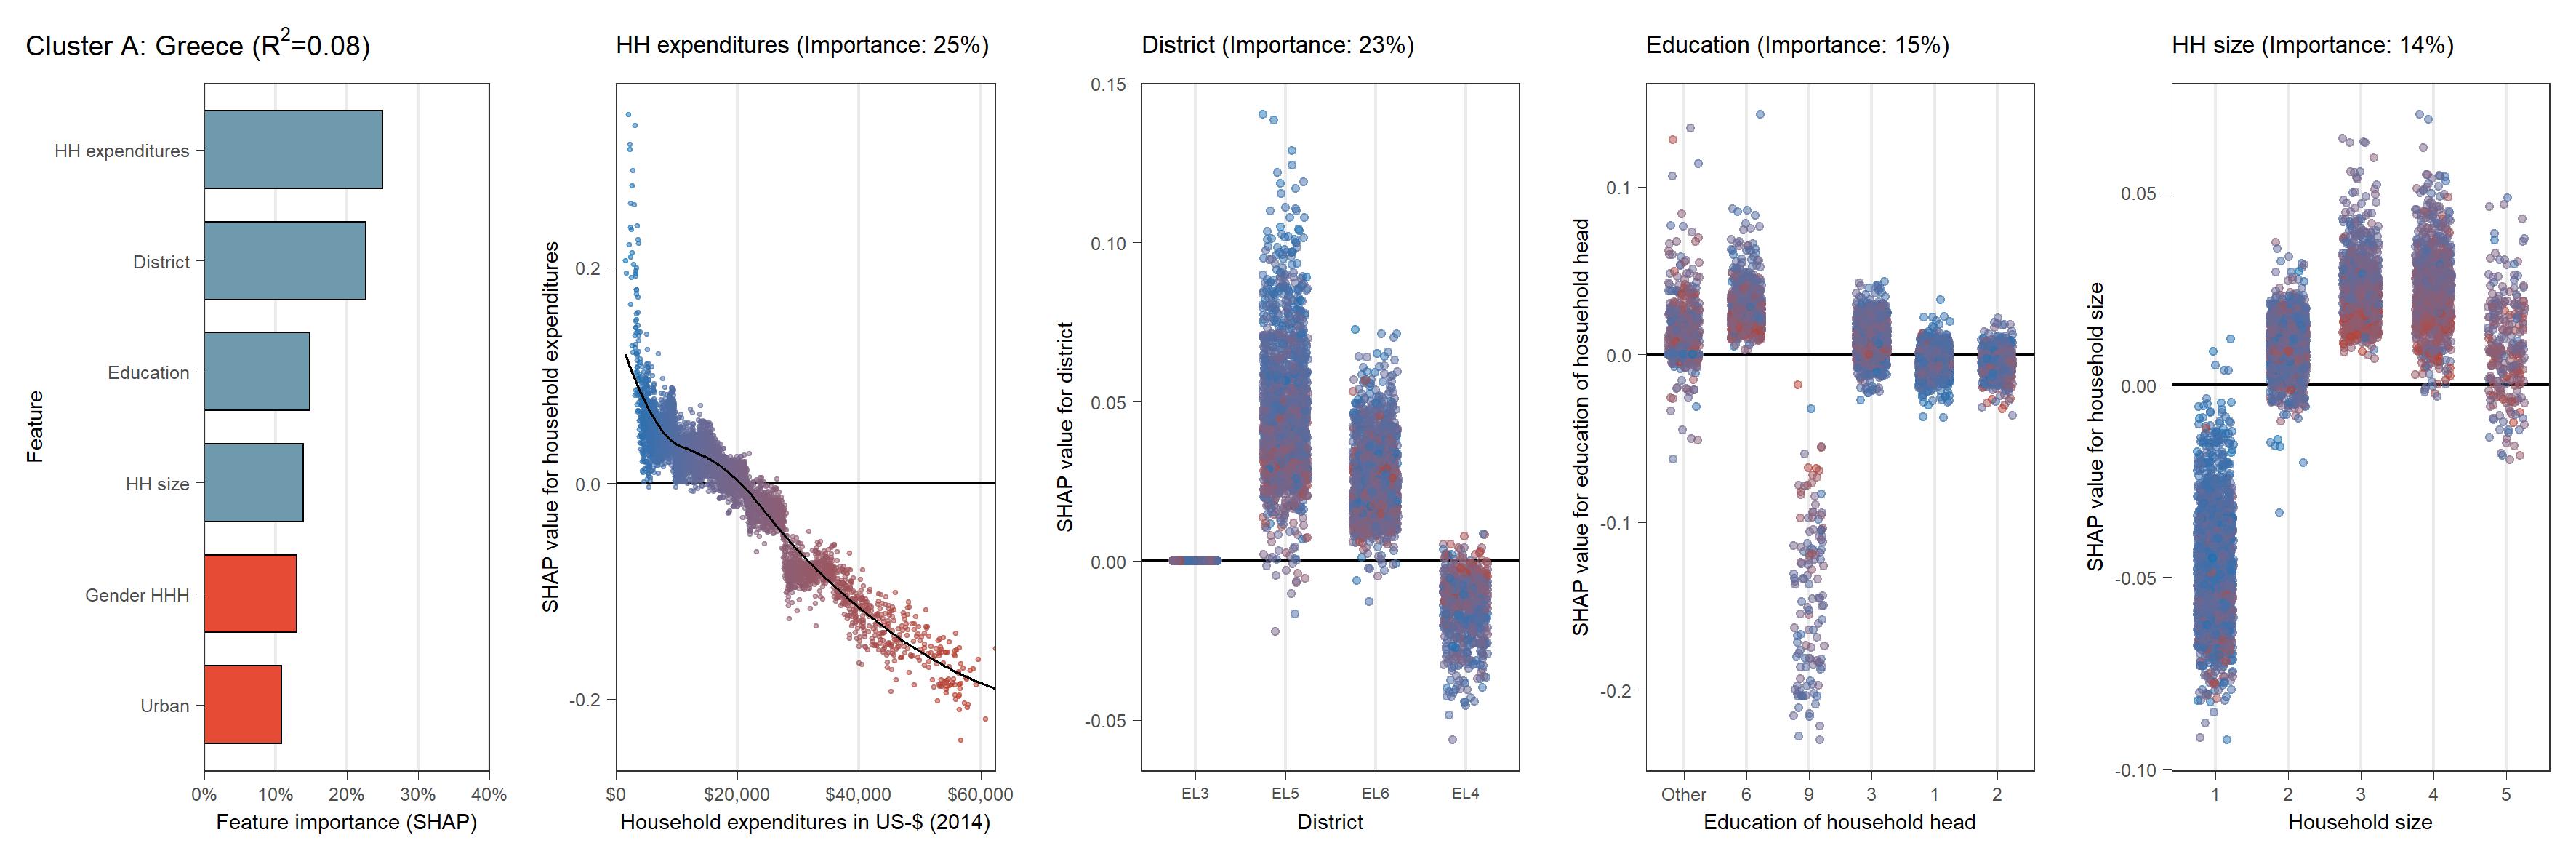 Cluster A: Greece (R²=0.08)
Feature
HH expenditures
District
Education
HH size
Gender HHH
Urban
0% 10% 20% 30% 40%
Feature importance (SHAP)
HH expenditures (Importance: 25%)
SHAP value for household expenditures
0.2
0.0
-0.2
$0 $20,000 $40,000 $60,000
Household expenditures in US-$ (2014)
District (Importance: 23%)
SHAP value for district
0.15
0.10
0.05
0.00
-0.05
EL3 EL5 EL6 EL4
District
Education (Importance: 15%)
SHAP value for education of household head
0.1
0.0
-0.1
-0.2
Other 6 9 3 1 2
Education of household head
HH size (Importance: 14%)
SHAP value for household size
0.05
0.00
-0.05
-0.10
1 2 3 4 5
Household size